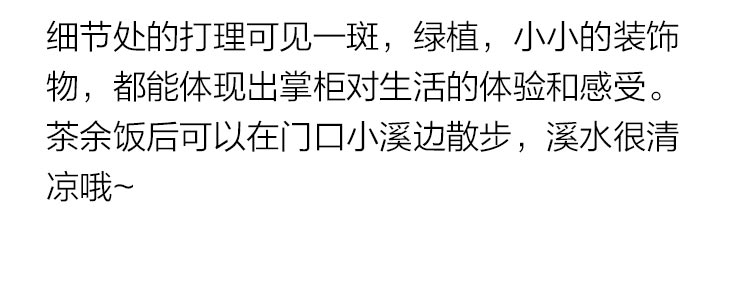 细节处的打理可见一斑，绿植，小小的装饰
物，都能体现出掌柜对生活的体验和感受。
茶余饭后可以在门口小溪边散步，溪水很清
凉哦~